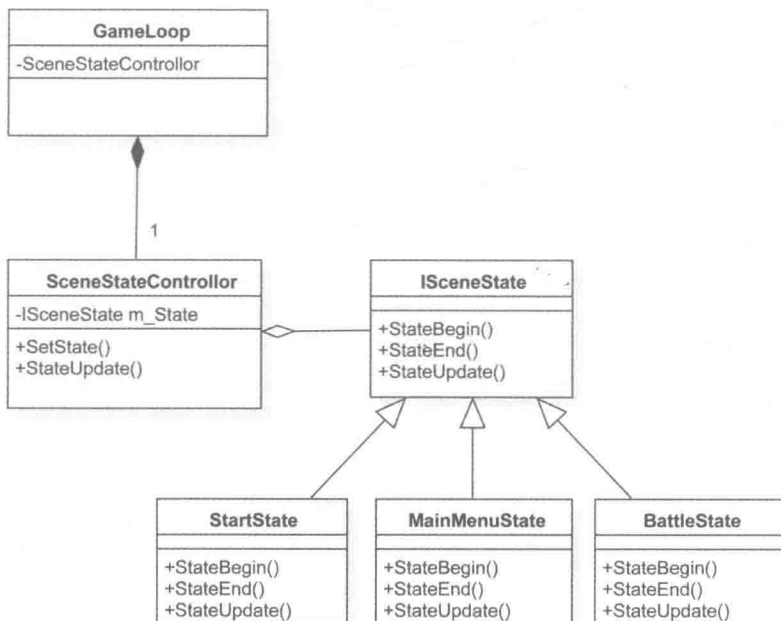 GameLoop
-SceneStateControllor
1
SceneStateControllor
-ISceneState m_State
+SetState()
+StateUpdate()
ISceneState
+StateBegin()
+StateEnd()
+StateUpdate()
StartState
+StateBegin()
+StateEnd()
+StateUpdate()
MainMenuState
+StateBegin()
+StateEnd()
+StateUpdate()
BattleState
+StateBegin()
+StateEnd()
+StateUpdate()